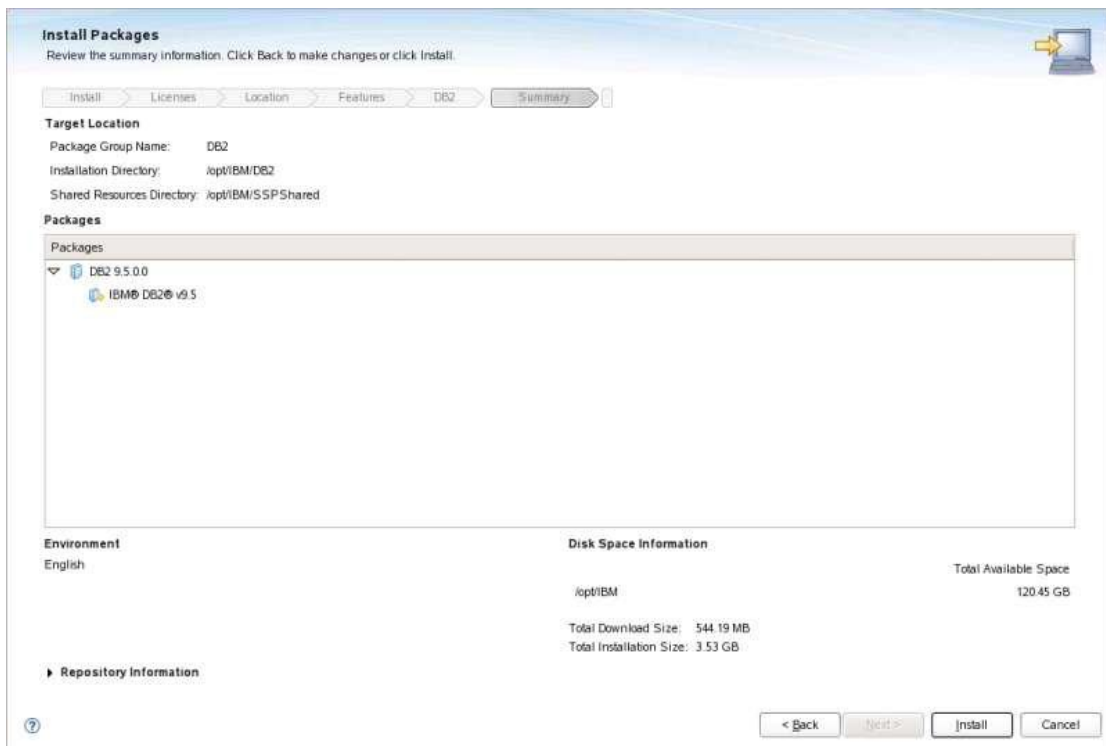 Install Packages
Review the summary information. Click Back to make changes or click Install.
Install Licenses Location Features DB2 Summary
Target Location
Package Group Name: DB2
Installation Directory: /opt/IBM/DB2
Shared Resources Directory: /opt/IBM/SSPShared
Packages
Packages
DB2 9.5.0.0
IBM® DB2® v9.5
Environment
English
Disk Space Information
Total Available Space
/opt/IBM 120.45 GB
Total Download Size: 544.19 MB
Total Installation Size: 3.53 GB
Repository Information
? < Back Next > Install Cancel